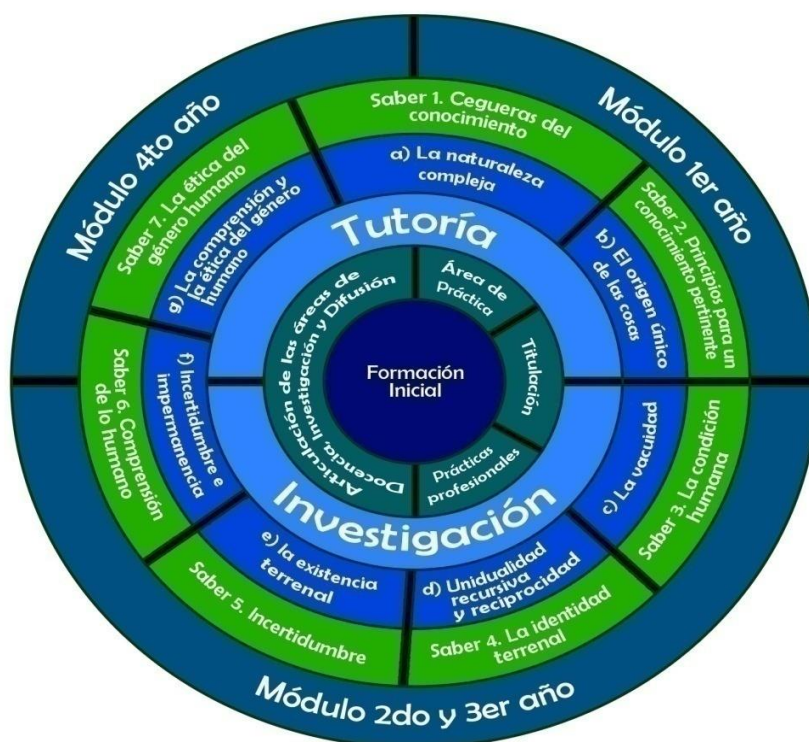 Módulo 4to año
Módulo 1er año
Módulo 2do y 3er año
Saber 1. Cegueras del
conocimiento
Saber 2. Principios para un
conocimiento pertinente
Saber 3. La condición
humana
Saber 4. La identidad
terrenal
Saber 5. Incertidumbre
Saber 6. Comprensión
de lo humano
Saber 7. La ética del
género humano
a) La naturaleza
compleja
b) El origen único
de las cosas
c) La vacuidad
d) Unidualidad
recursiva
y reciprocidad
e) la existencia
terrenal
f) Incertidumbre e
impermanencia
g) La comprensión y
la ética del género
humano
Tutoría
Investigación
Articulación de las áreas de
Docencia, Investigación y Difusión
Área de
Práctica
Titulación
Prácticas
profesionales
Formación
Inicial